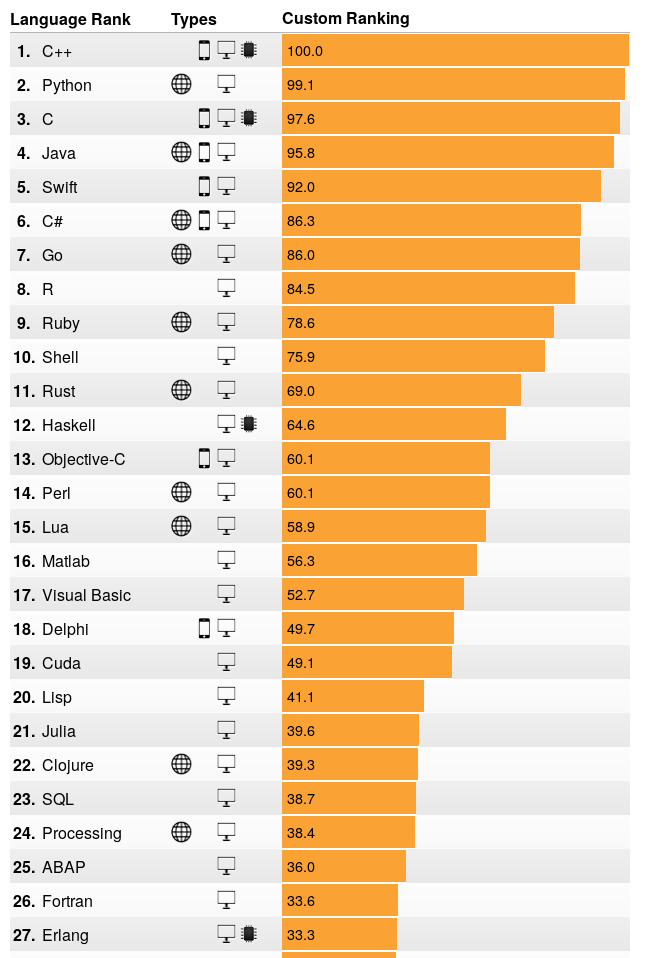 Language Rank Types Custom Ranking
1. C++ 100.0
2. Python 99.1
3. C 97.6
4. Java 95.8
5. Swift 92.0
6. C# 86.3
7. Go 86.0
8. R 84.5
9. Ruby 78.6
10. Shell 75.9
11. Rust 69.0
12. Haskell 64.6
13. Objective-C 60.1
14. Perl 60.1
15. Lua 58.9
16. Matlab 56.3
17. Visual Basic 52.7
18. Delphi 49.7
19. Cuda 49.1
20. Lisp 41.1
21. Julia 39.6
22. Clojure 39.3
23. SQL 38.7
24. Processing 38.4
25. ABAP 36.0
26. Fortran 33.6
27. Erlang 33.3